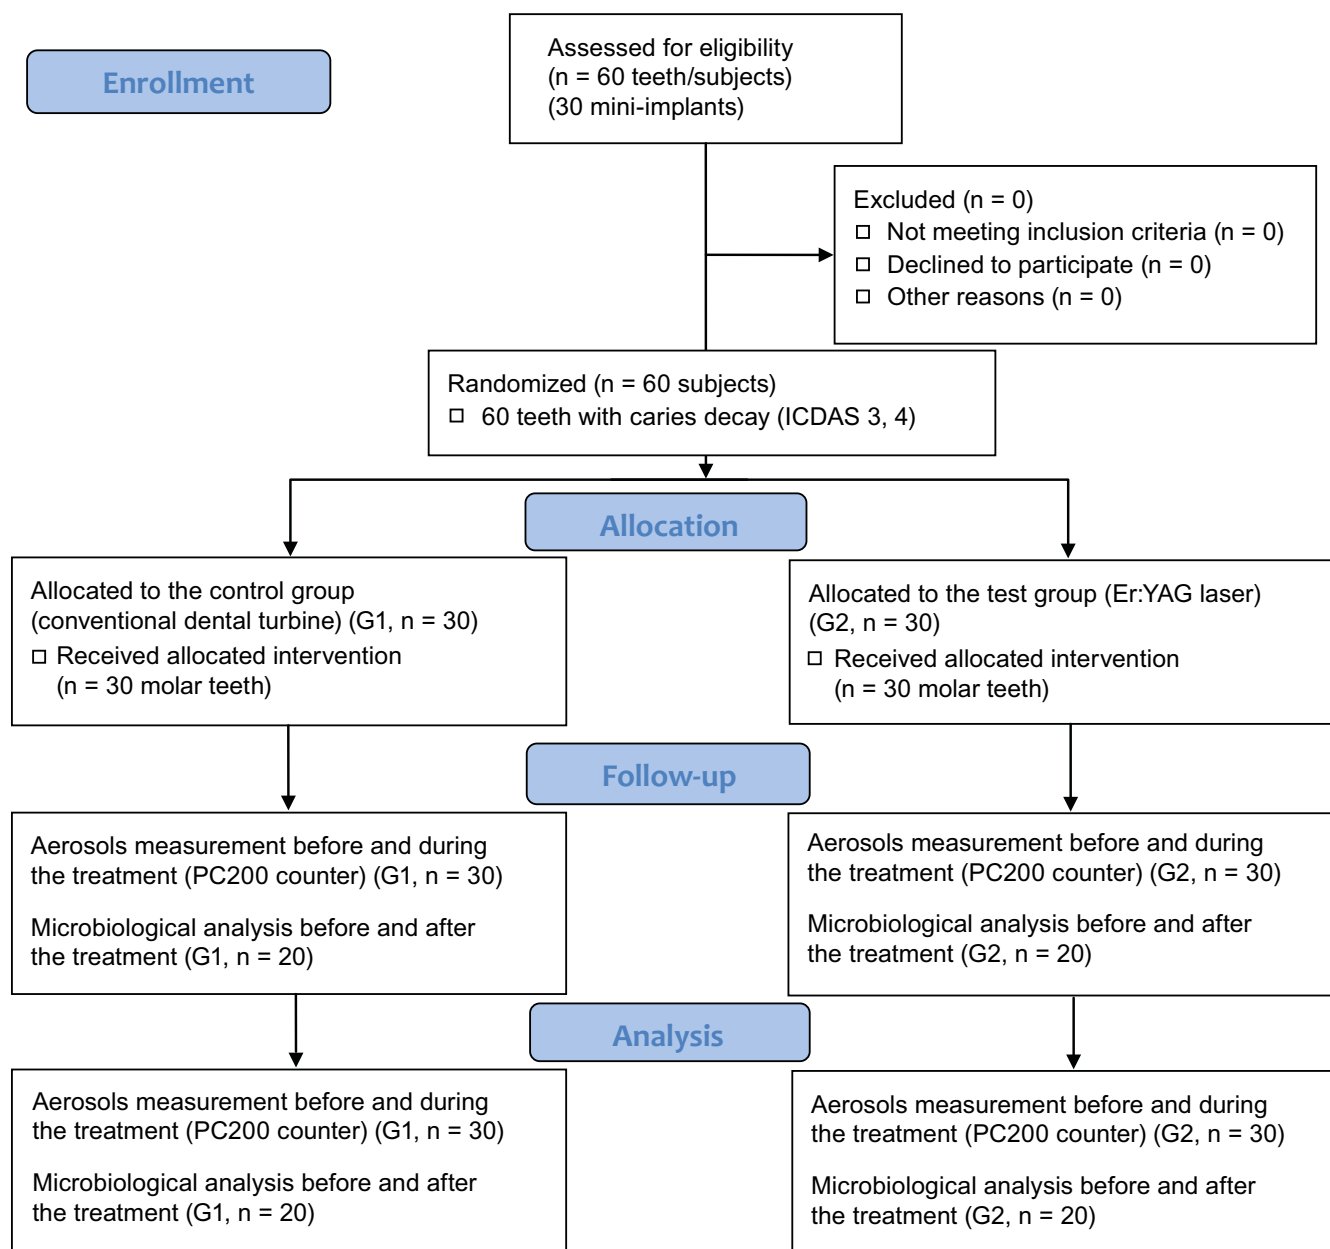 Enrollment
Assessed for eligibility
(n = 60 teeth/subjects)
(30 mini-implants)
Excluded (n = 0)
□ Not meeting inclusion criteria (n = 0)
□ Declined to participate (n = 0)
□ Other reasons (n = 0)
Randomized (n = 60 subjects)
□ 60 teeth with caries decay (ICDAS 3, 4)
Allocation
Allocated to the control group
(conventional dental turbine) (G1, n = 30)
□ Received allocated intervention
(n = 30 molar teeth)
Allocated to the test group (Er:YAG laser)
(G2, n = 30)
□ Received allocated intervention
(n = 30 molar teeth)
Follow-up
Aerosols measurement before and during
the treatment (PC200 counter) (G1, n = 30)
Microbiological analysis before and after
the treatment (G1, n = 20)
Aerosols measurement before and during
the treatment (PC200 counter) (G2, n = 30)
Microbiological analysis before and after
the treatment (G2, n = 20)
Analysis
Aerosols measurement before and during
the treatment (PC200 counter) (G1, n = 30)
Microbiological analysis before and after
the treatment (G1, n = 20)
Aerosols measurement before and during
the treatment (PC200 counter) (G2, n = 30)
Microbiological analysis before and after
the treatment (G2, n = 20)